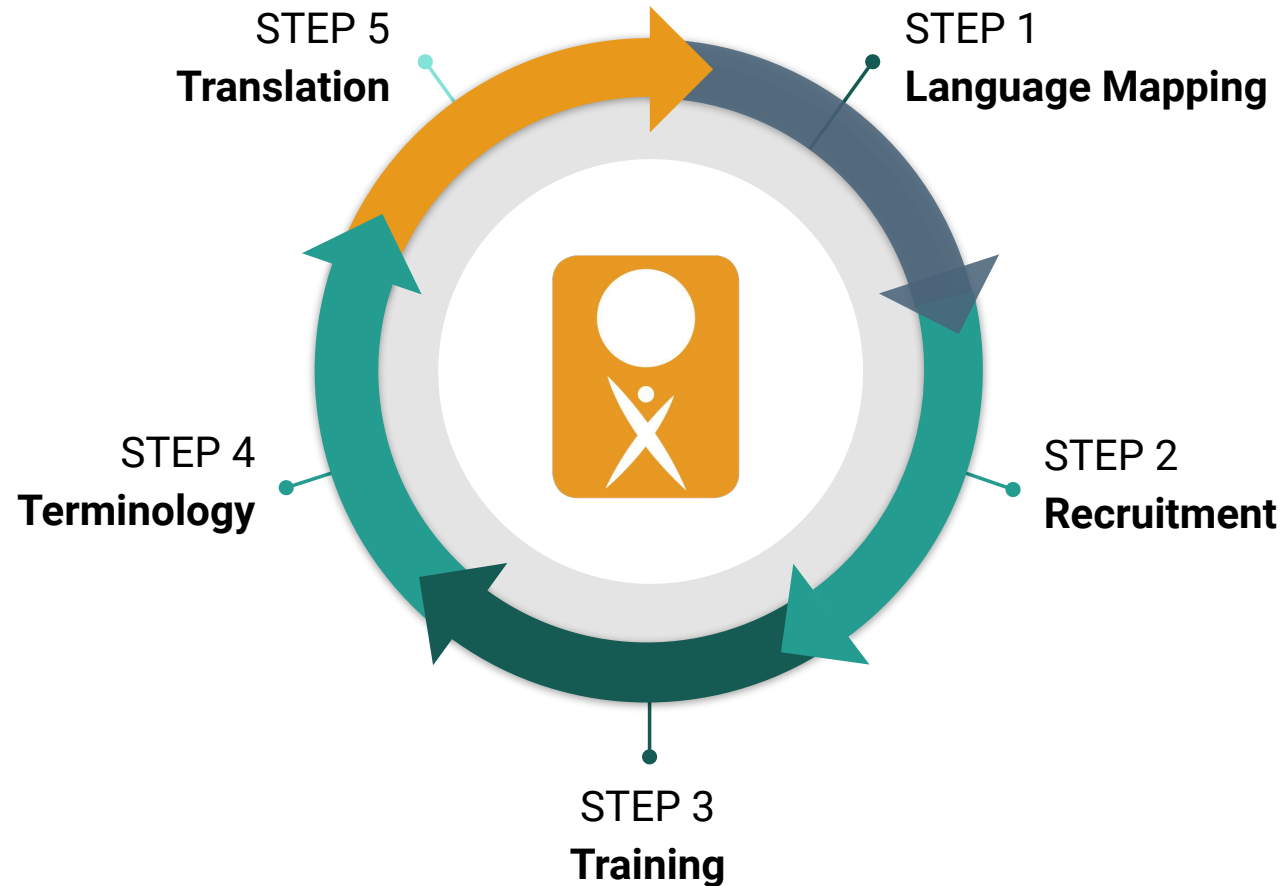 STEP 1
Language Mapping
STEP 2
Recruitment
STEP 3
Training
STEP 4
Terminology
STEP 5
Translation